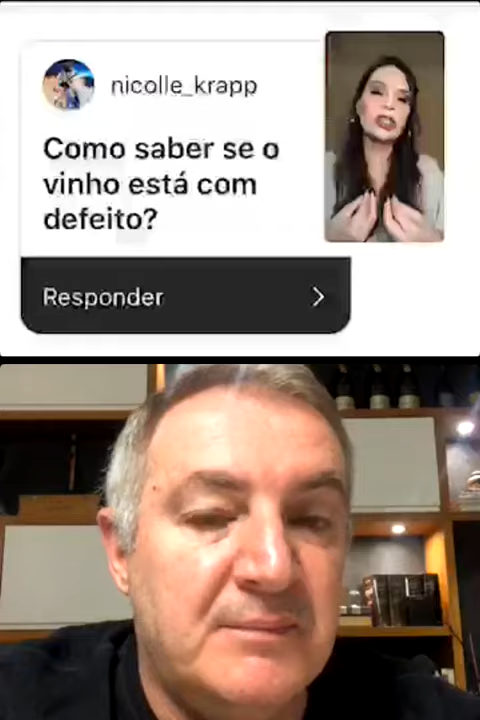 nicolle_krapp
Como saber se o
vinho está com
defeito?
Responder